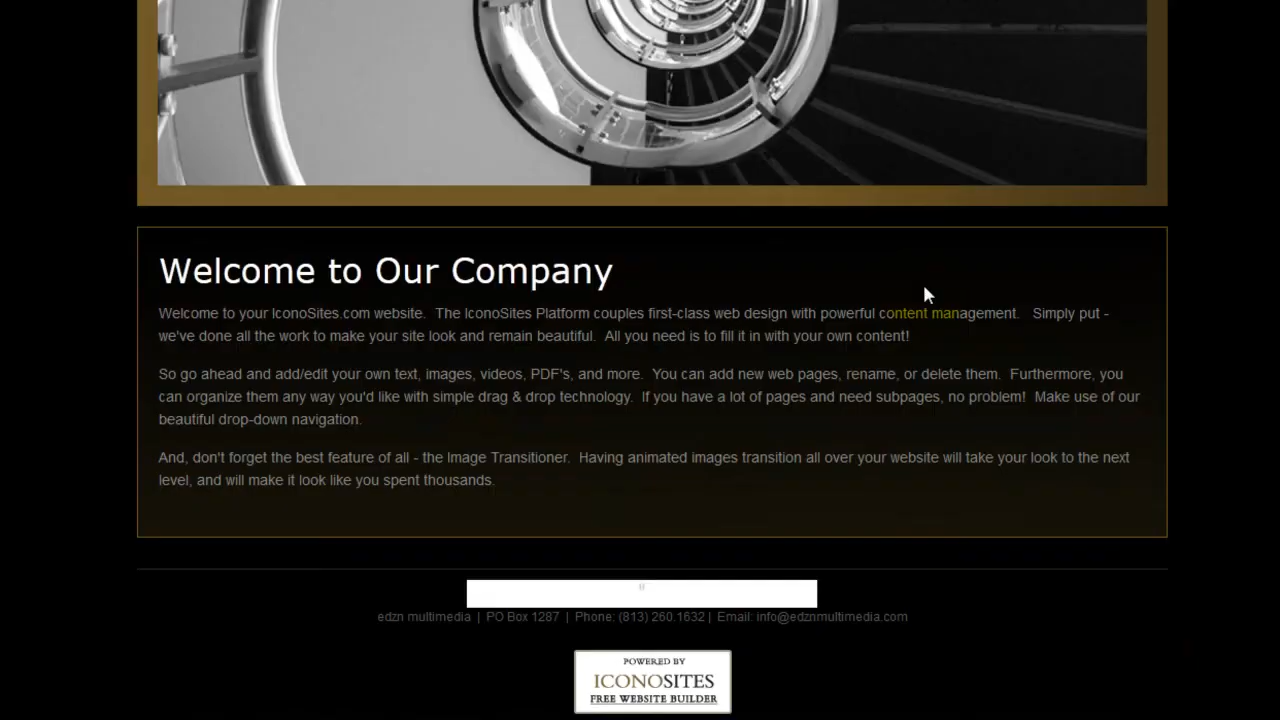 Welcome to Our Company
Welcome to your IconoSites.com website.  The IconoSites Platform couples first-class web design with powerful content management.   Simply put -
we've done all the work to make your site look and remain beautiful.  All you need is to fill it in with your own content!
So go ahead and add/edit your own text, images, videos, PDF's, and more.  You can add new web pages, rename, or delete them.  Furthermore, you
can organize them any way you'd like with simple drag & drop technology.  If you have a lot of pages and need subpages, no problem!  Make use of our
beautiful drop-down navigation.
And, don't forget the best feature of all - the Image Transitioner.  Having animated images transition all over your website will take your look to the next
level, and will make it look like you spent thousands.
edzn multimedia  |  PO Box 1287  |  Phone: (813) 260.1632 |  Email: info@edznmultimedia.com
POWERED BY
ICONOSITES
FREE WEBSITE BUILDER